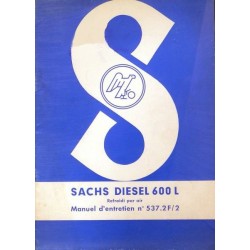 SACHS DIESEL 600 L
Refroidi par air
Manuel d'entretien n° 537.2F/2